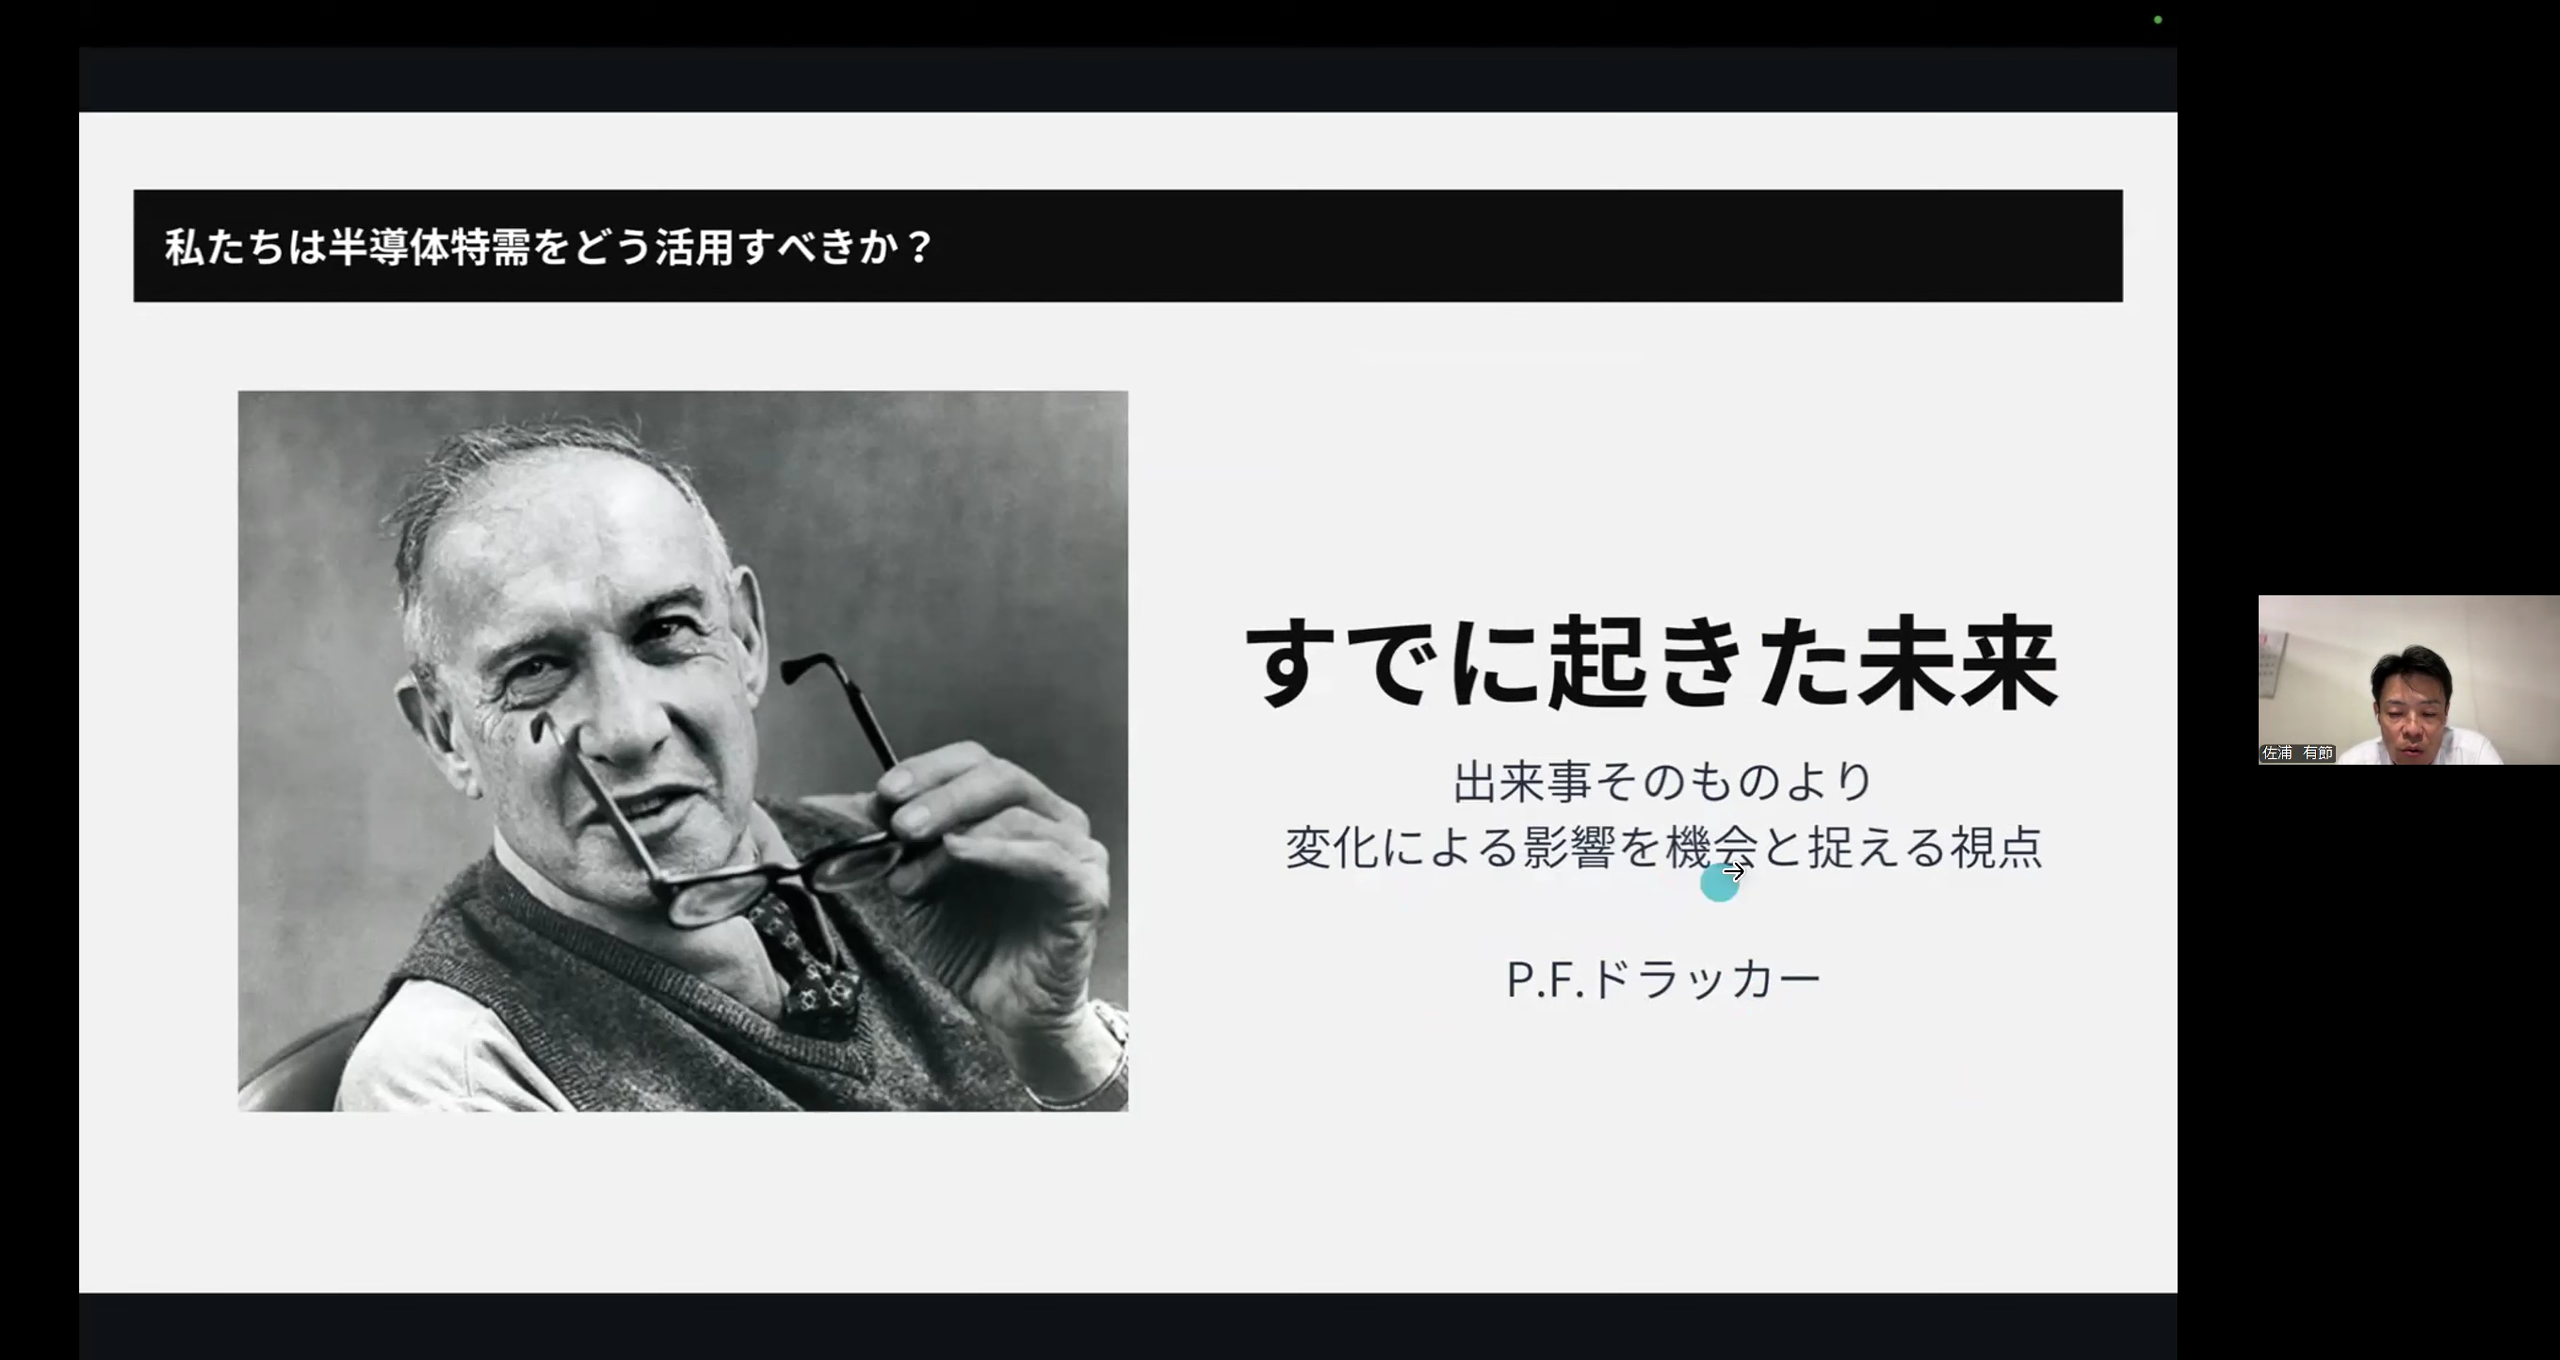 私たちは半導体特需をどう活用すべきか？
すでに起きた未来
出来事そのものより
変化による影響を機会と捉える視点
P.F.ドラッカー
佐浦 有節